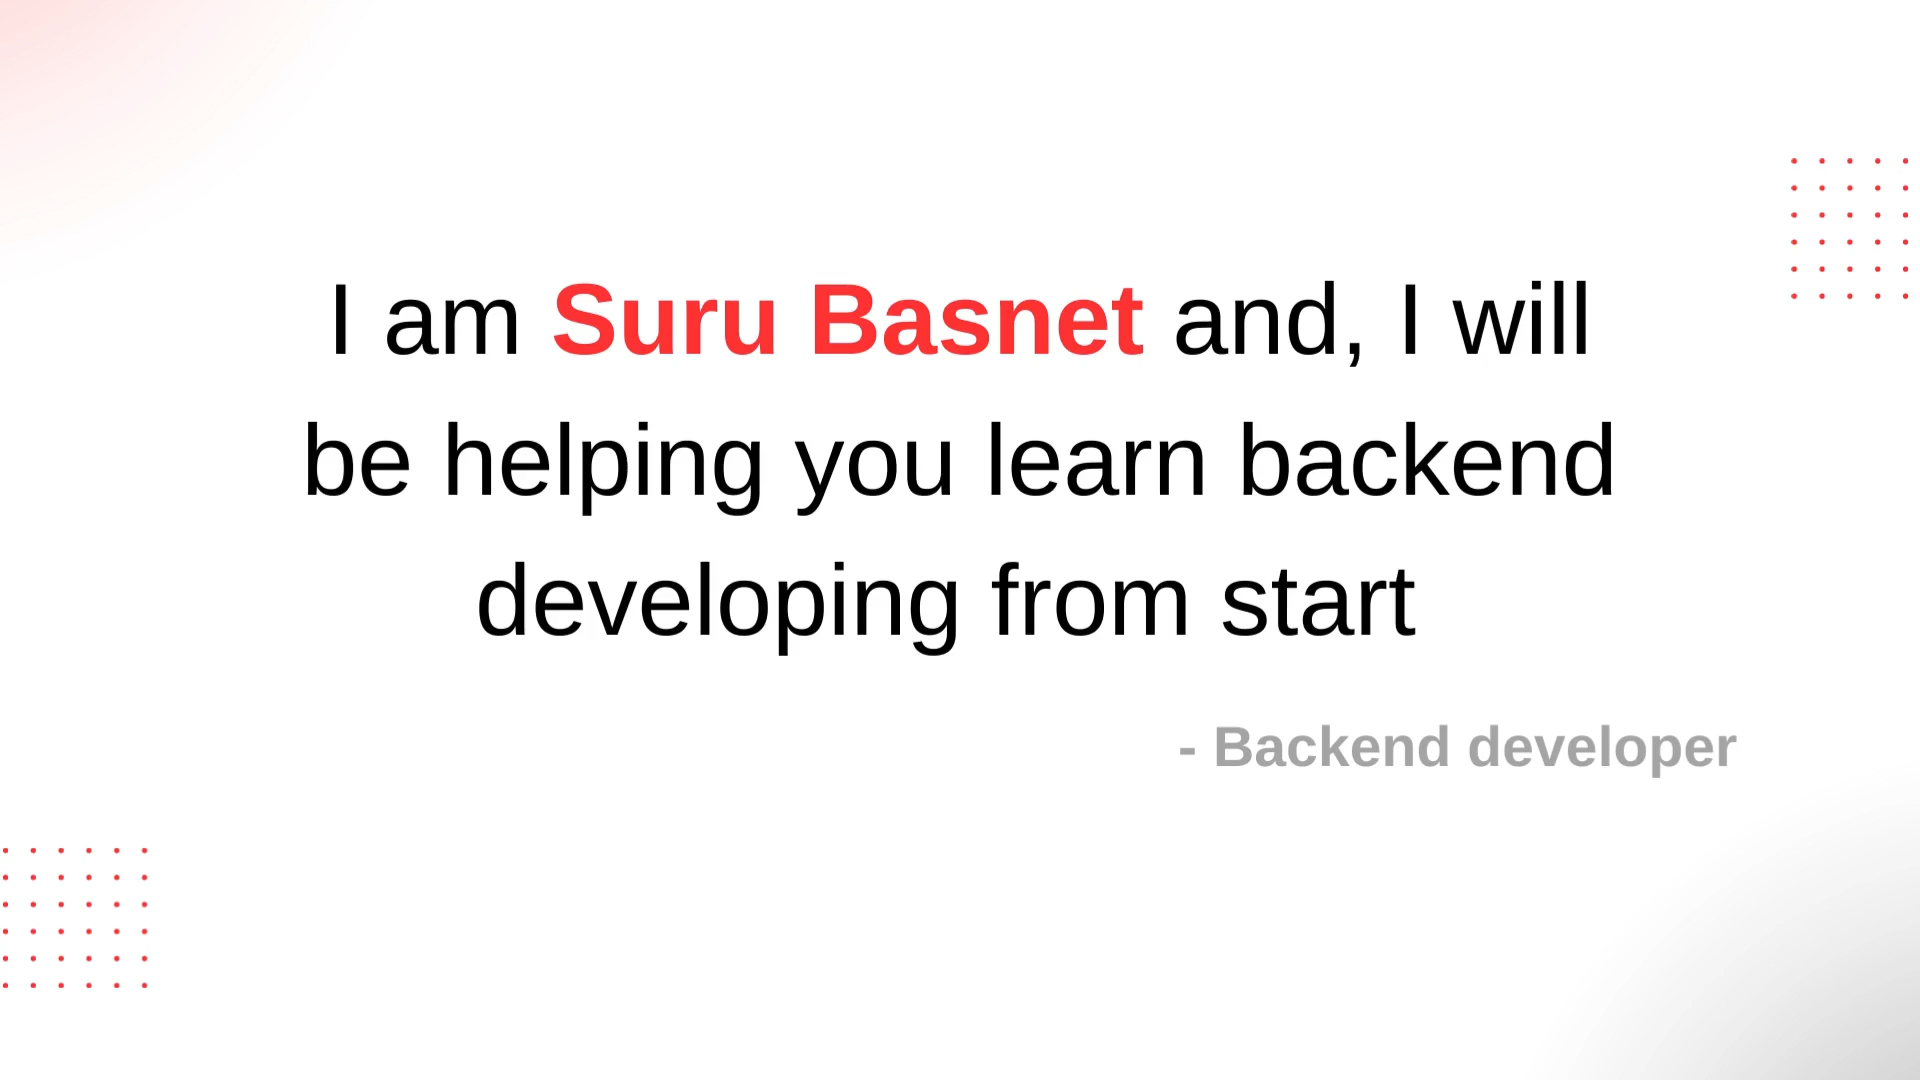 I am Suru Basnet and, I will
be helping you learn backend
developing from start
- Backend developer